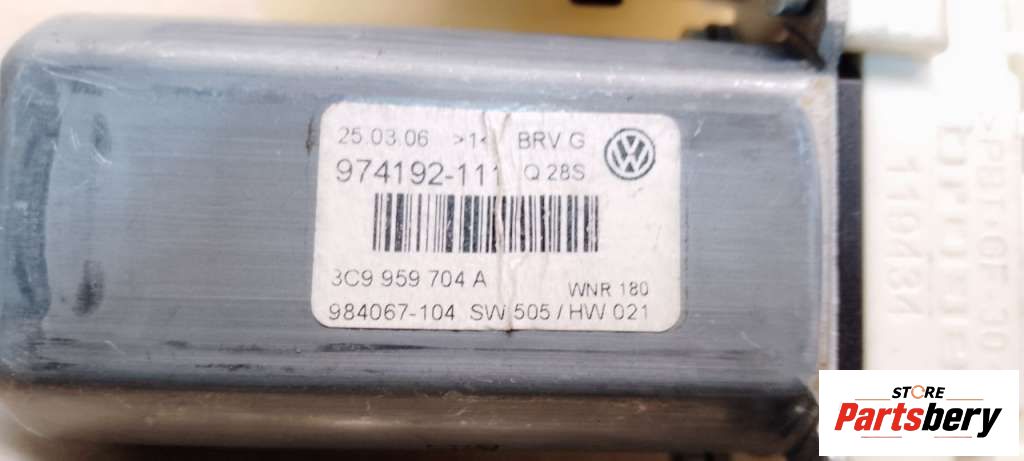 25.03.06 >1< BRV G
974192-111 Q 28S
3C9 959 704 A
WNR 180
984067-104 SW 505 / HW 021
119434
STORE
Partsbery